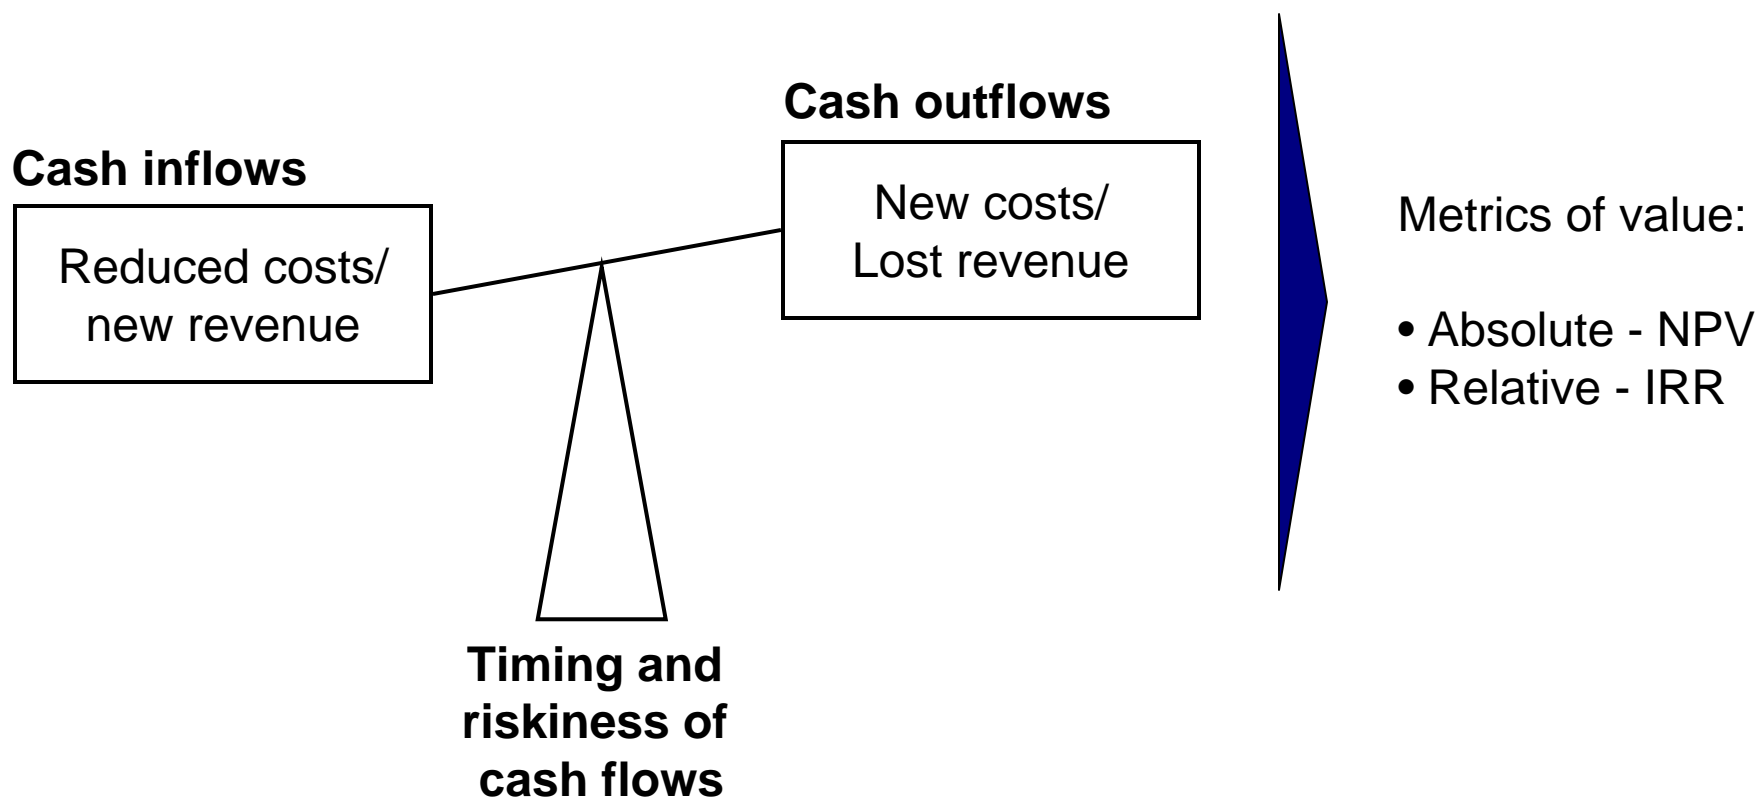 Cash inflows
Reduced costs/
new revenue
Cash outflows
New costs/
Lost revenue
Timing and
riskiness of
cash flows
Metrics of value:
• Absolute - NPV
• Relative - IRR